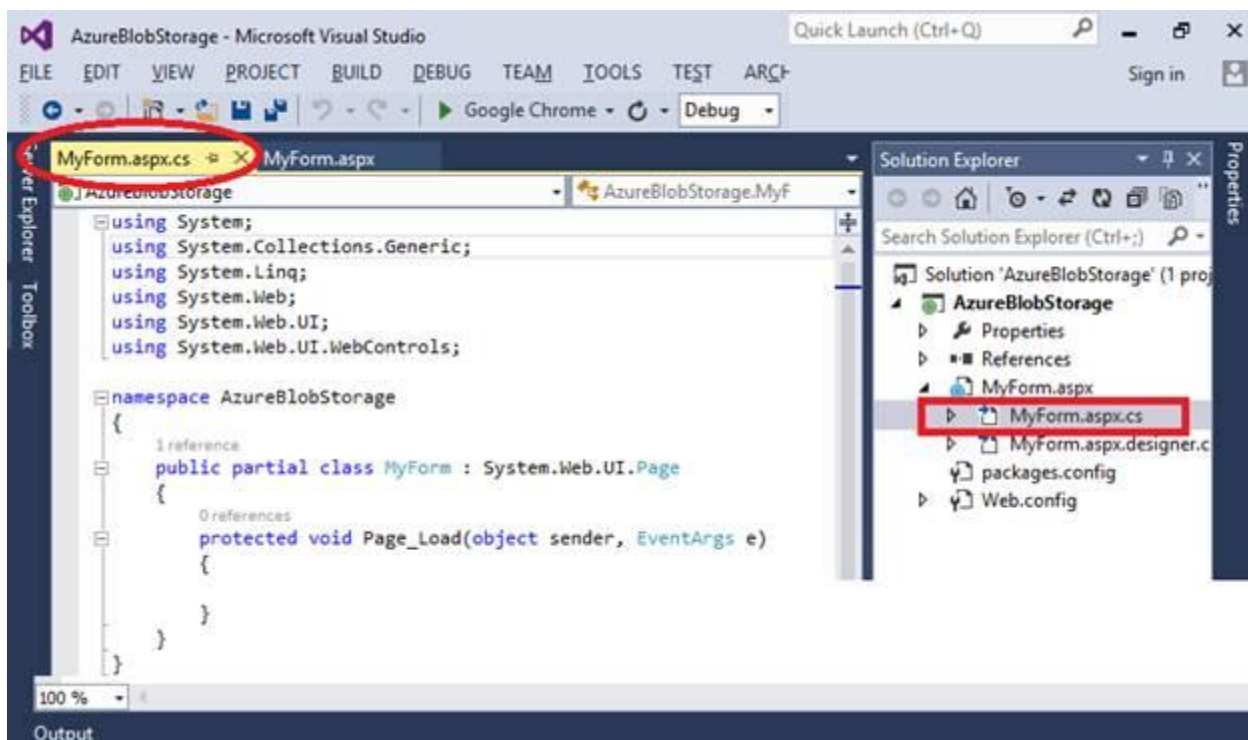 AzureBlobStorage - Microsoft Visual Studio
Quick Launch (Ctrl+Q)
FILE EDIT VIEW PROJECT BUILD DEBUG TEAM TOOLS TEST ARCH
Sign in
Google Chrome
Debug
Server Explorer
Toolbox
MyForm.aspx.cs
MyForm.aspx
AzureBlobStorage
AzureBlobStorage.MyF
using System;
using System.Collections.Generic;
using System.Linq;
using System.Web;
using System.Web.UI;
using System.Web.UI.WebControls;
namespace AzureBlobStorage
{
1 reference
public partial class MyForm : System.Web.UI.Page
{
0 references
protected void Page_Load(object sender, EventArgs e)
{
}
}
}
100 %
Output
Solution Explorer
Search Solution Explorer (Ctrl+;)
Solution 'AzureBlobStorage' (1 proj
AzureBlobStorage
Properties
References
MyForm.aspx
MyForm.aspx.cs
MyForm.aspx.designer.c
packages.config
Web.config
Properties